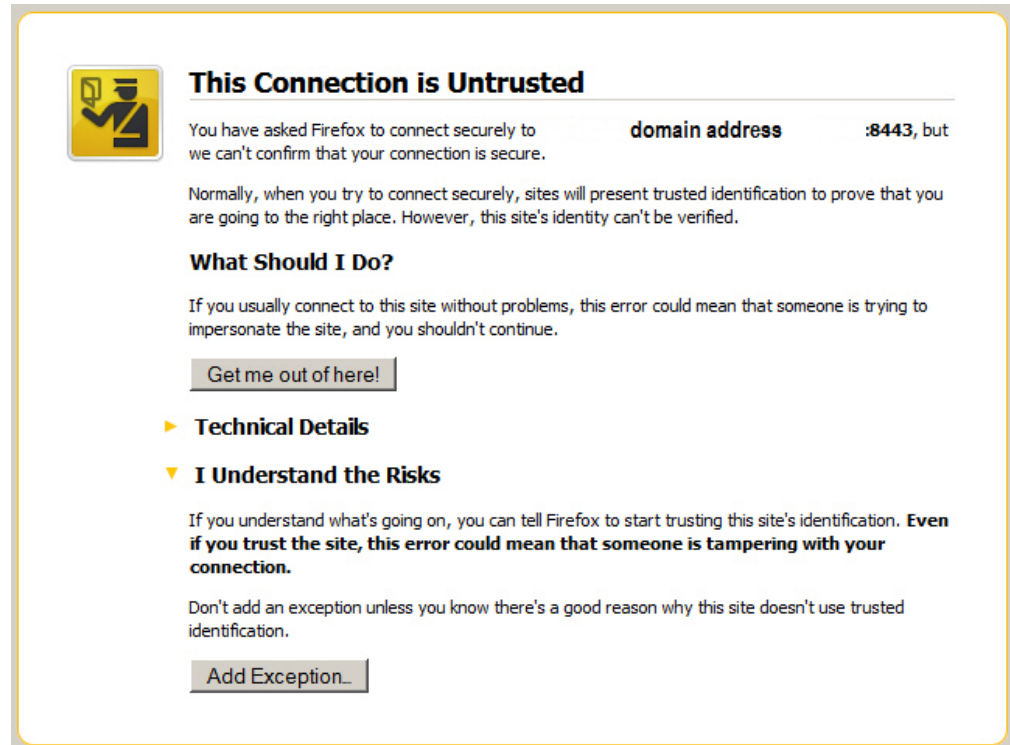 This Connection is Untrusted
You have asked Firefox to connect securely to domain address :8443, but
we can't confirm that your connection is secure.
Normally, when you try to connect securely, sites will present trusted identification to prove that you
are going to the right place. However, this site's identity can't be verified.
What Should I Do?
If you usually connect to this site without problems, this error could mean that someone is trying to
impersonate the site, and you shouldn't continue.
Get me out of here!
Technical Details
I Understand the Risks
If you understand what's going on, you can tell Firefox to start trusting this site's identification. Even
if you trust the site, this error could mean that someone is tampering with your
connection.
Don't add an exception unless you know there's a good reason why this site doesn't use trusted
identification.
Add Exception...